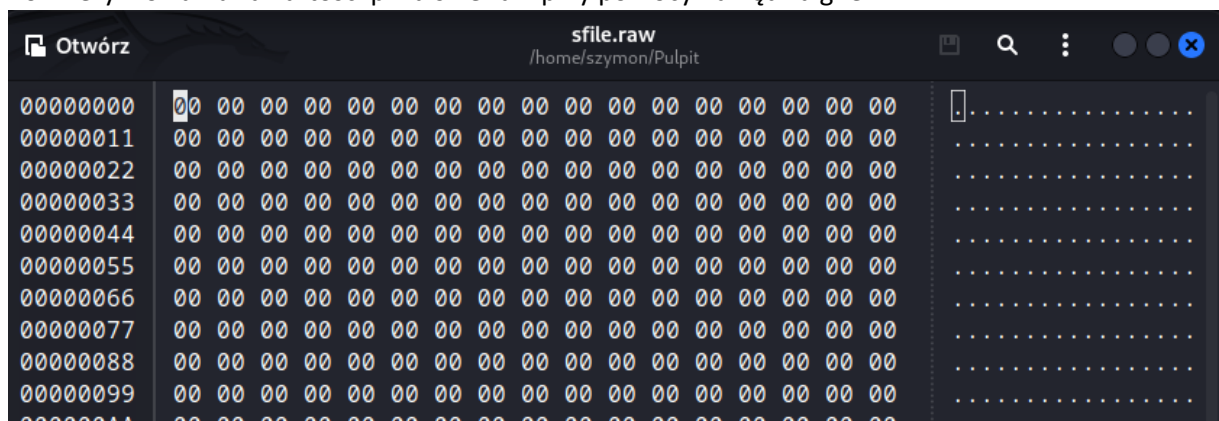 Otwórz sfile.raw
/home/szymon/Pulpit
00000000 00 00 00 00 00 00 00 00 00 00 00 00 00 00 00 00 00 .................
00000011 00 00 00 00 00 00 00 00 00 00 00 00 00 00 00 00 00 .................
00000022 00 00 00 00 00 00 00 00 00 00 00 00 00 00 00 00 00 .................
00000033 00 00 00 00 00 00 00 00 00 00 00 00 00 00 00 00 00 .................
00000044 00 00 00 00 00 00 00 00 00 00 00 00 00 00 00 00 00 .................
00000055 00 00 00 00 00 00 00 00 00 00 00 00 00 00 00 00 00 .................
00000066 00 00 00 00 00 00 00 00 00 00 00 00 00 00 00 00 00 .................
00000077 00 00 00 00 00 00 00 00 00 00 00 00 00 00 00 00 00 .................
00000088 00 00 00 00 00 00 00 00 00 00 00 00 00 00 00 00 00 .................
00000099 00 00 00 00 00 00 00 00 00 00 00 00 00 00 00 00 00 .................